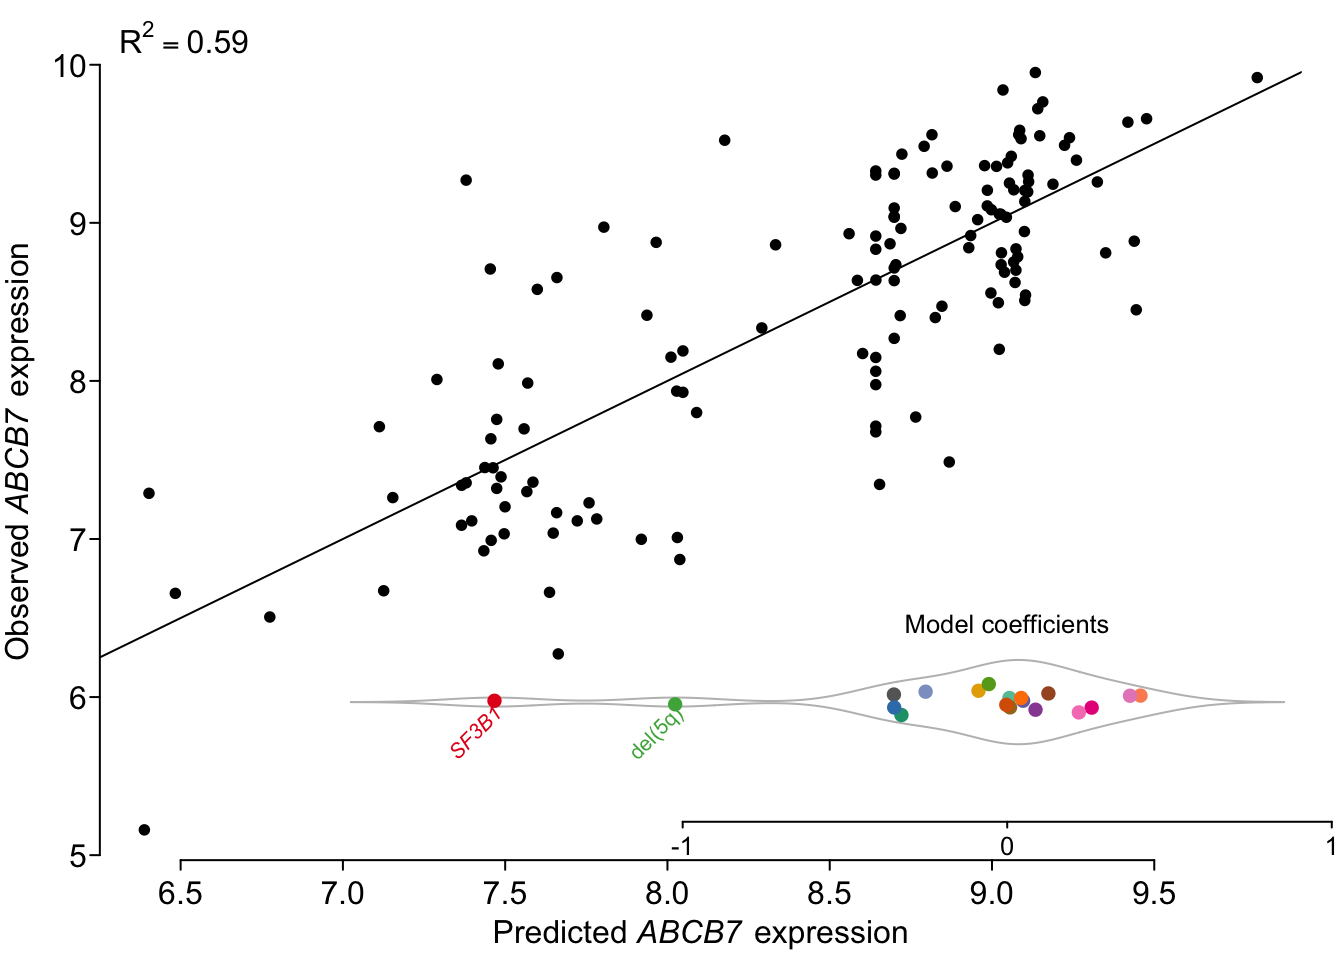 R² = 0.59
10
9
8
7
6
5
Observed ABCB7 expression
Model coefficients
SF3B1
del(5q)
-1 0 1
6.5 7.0 7.5 8.0 8.5 9.0 9.5
Predicted ABCB7 expression